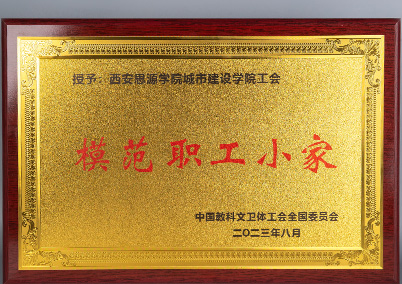 授予：西安思源学院城市建设学院工会
模范职工小家
中国教科文卫体工会全国委员会
二〇二三年八月